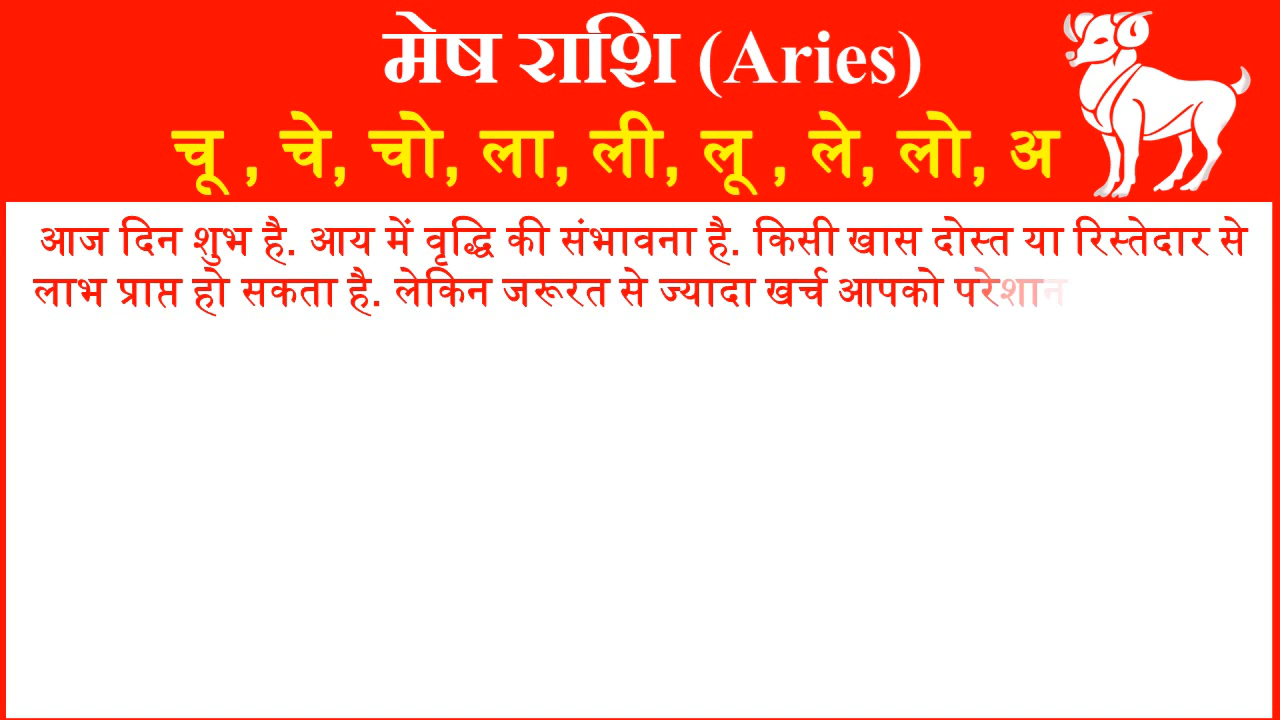 मेष राशि (Aries)
चू , चे, चो, ला, ली, लू , ले, लो, अ
आज दिन शुभ है. आय में वृद्धि की संभावना है. किसी खास दोस्त या रिस्तेदार से
लाभ प्राप्त हो सकता है. लेकिन जरूरत से ज्यादा खर्च आपको परेशान